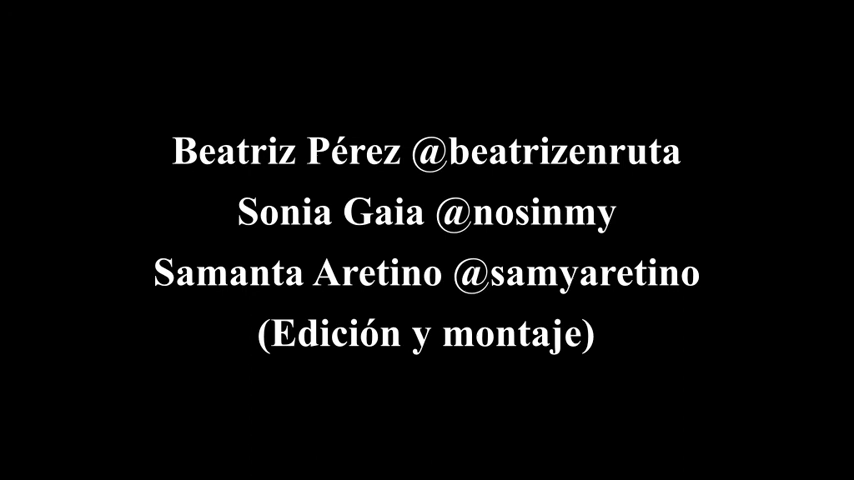 Beatriz Pérez @beatrizenruta
Sonia Gaia @nosinmy
Samanta Aretino @samyaretino
(Edición y montaje)